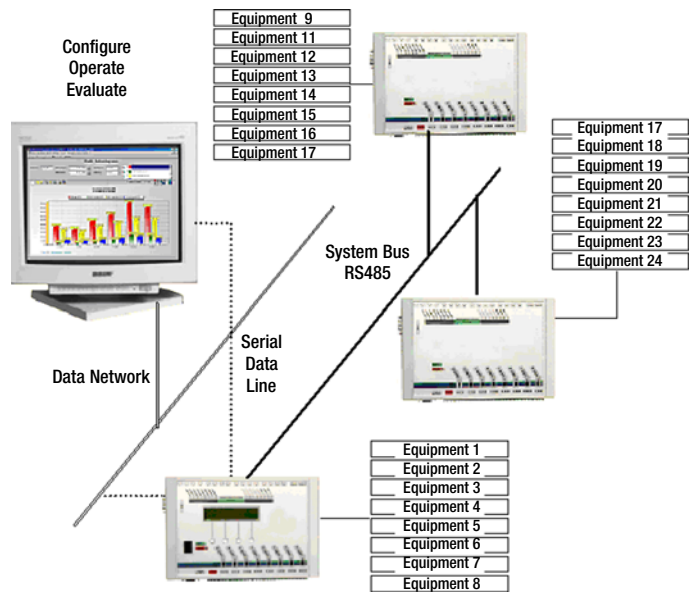 Configure
Operate
Evaluate
Equipment 9
Equipment 11
Equipment 12
Equipment 13
Equipment 14
Equipment 15
Equipment 16
Equipment 17
Equipment 17
Equipment 18
Equipment 19
Equipment 20
Equipment 21
Equipment 22
Equipment 23
Equipment 24
System Bus
RS485
Serial
Data
Line
Data Network
Equipment 1
Equipment 2
Equipment 3
Equipment 4
Equipment 5
Equipment 6
Equipment 7
Equipment 8